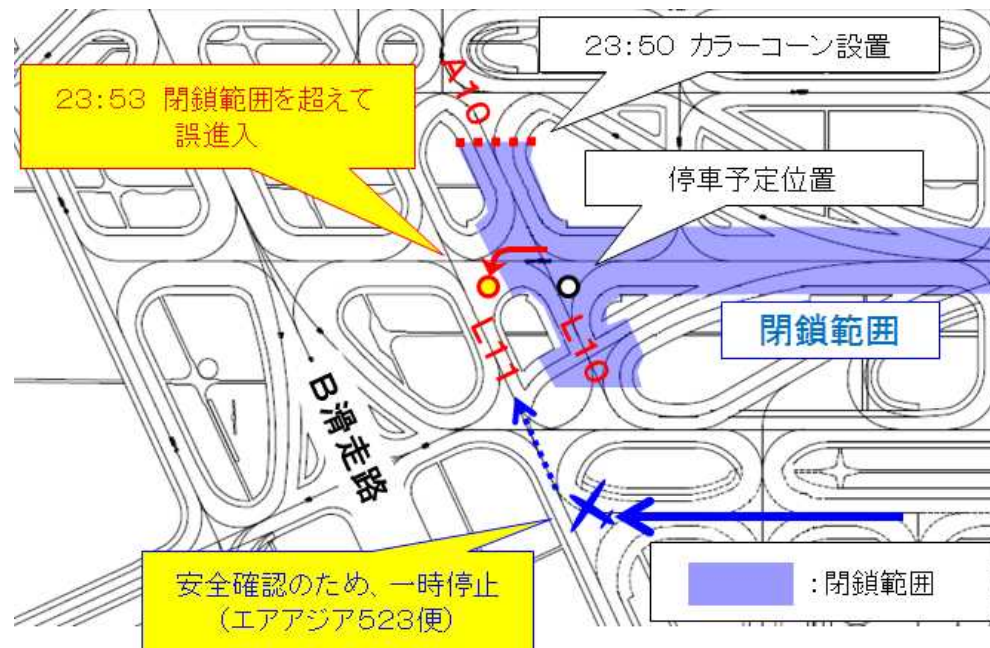 23:50 カラーコーン設置
A10
23:53 閉鎖範囲を超えて
誤進入
停車予定位置
閉鎖範囲
L11
L10
B滑走路
安全確認のため、一時停止
(エアアジア523便)
:閉鎖範囲